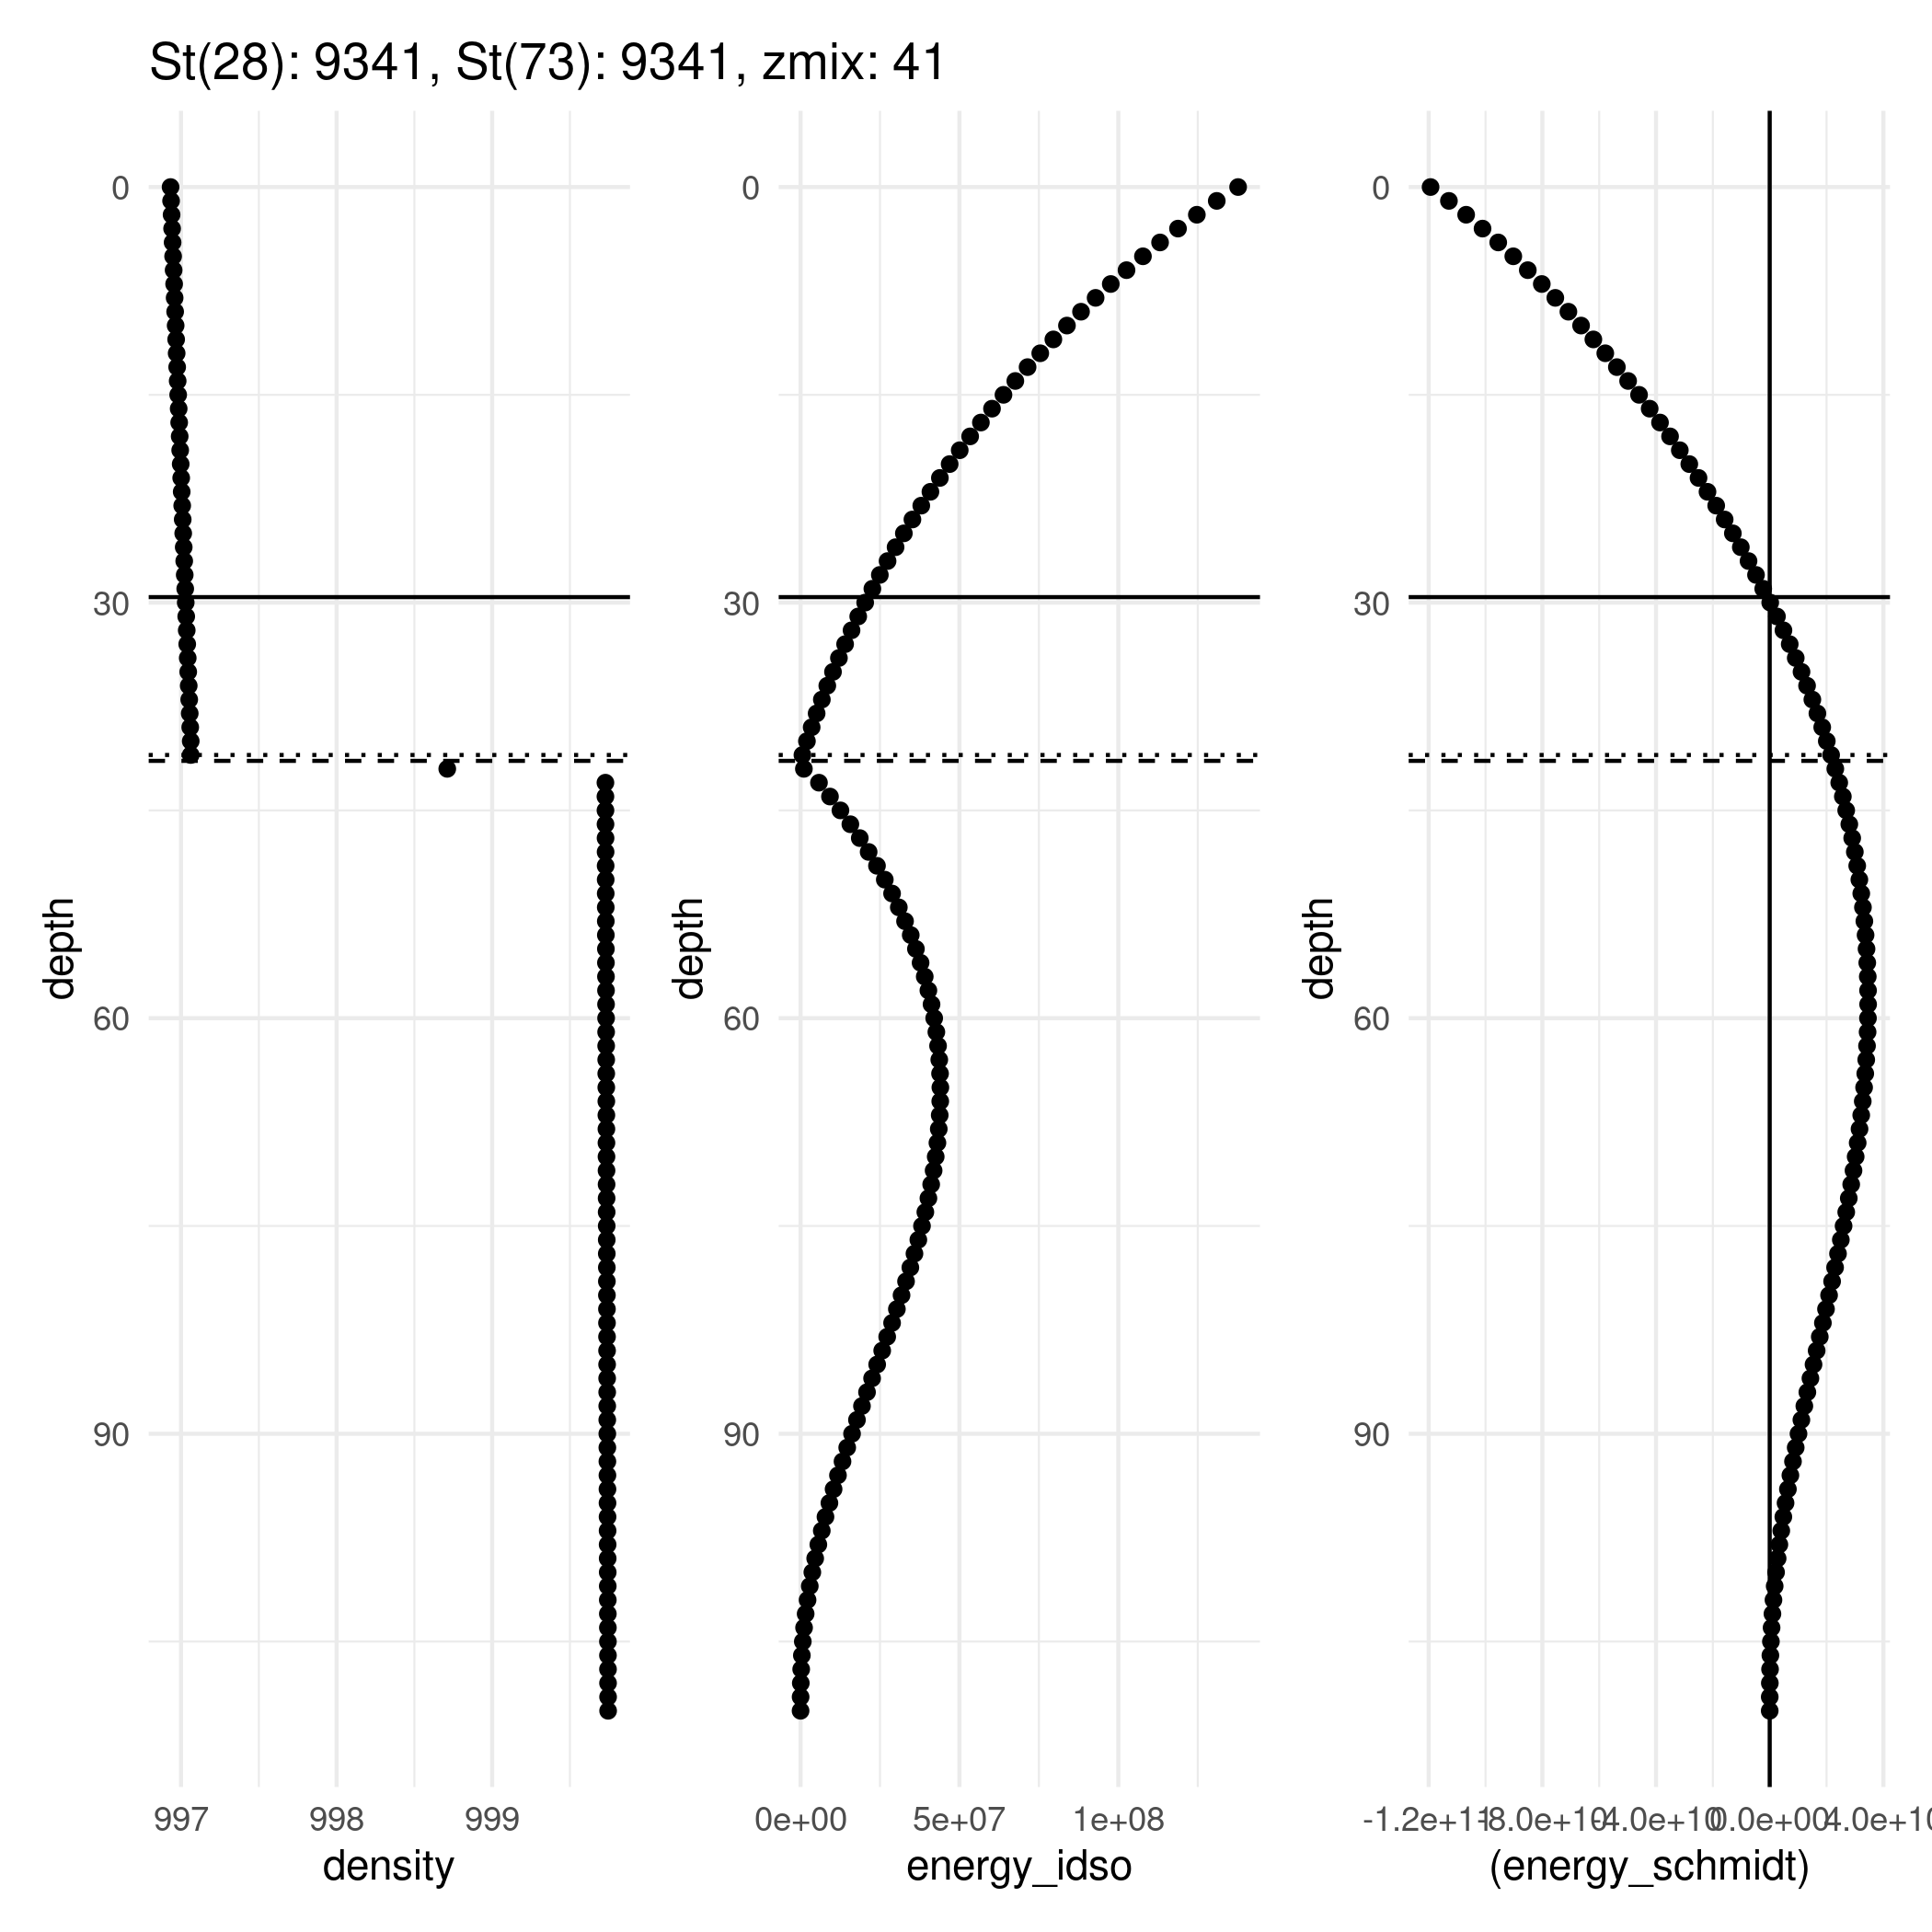 St(28): 9341, St(73): 9341, zmix: 41
0
30
60
90
depth
997 998 999
density
0
30
60
90
depth
0e+00 5e+07 1e+08
energy_idso
0
30
60
90
depth
-1.2e+11 -8.0e+10 -4.0e+10 0.0e+00 4.0e+10
(energy_schmidt)